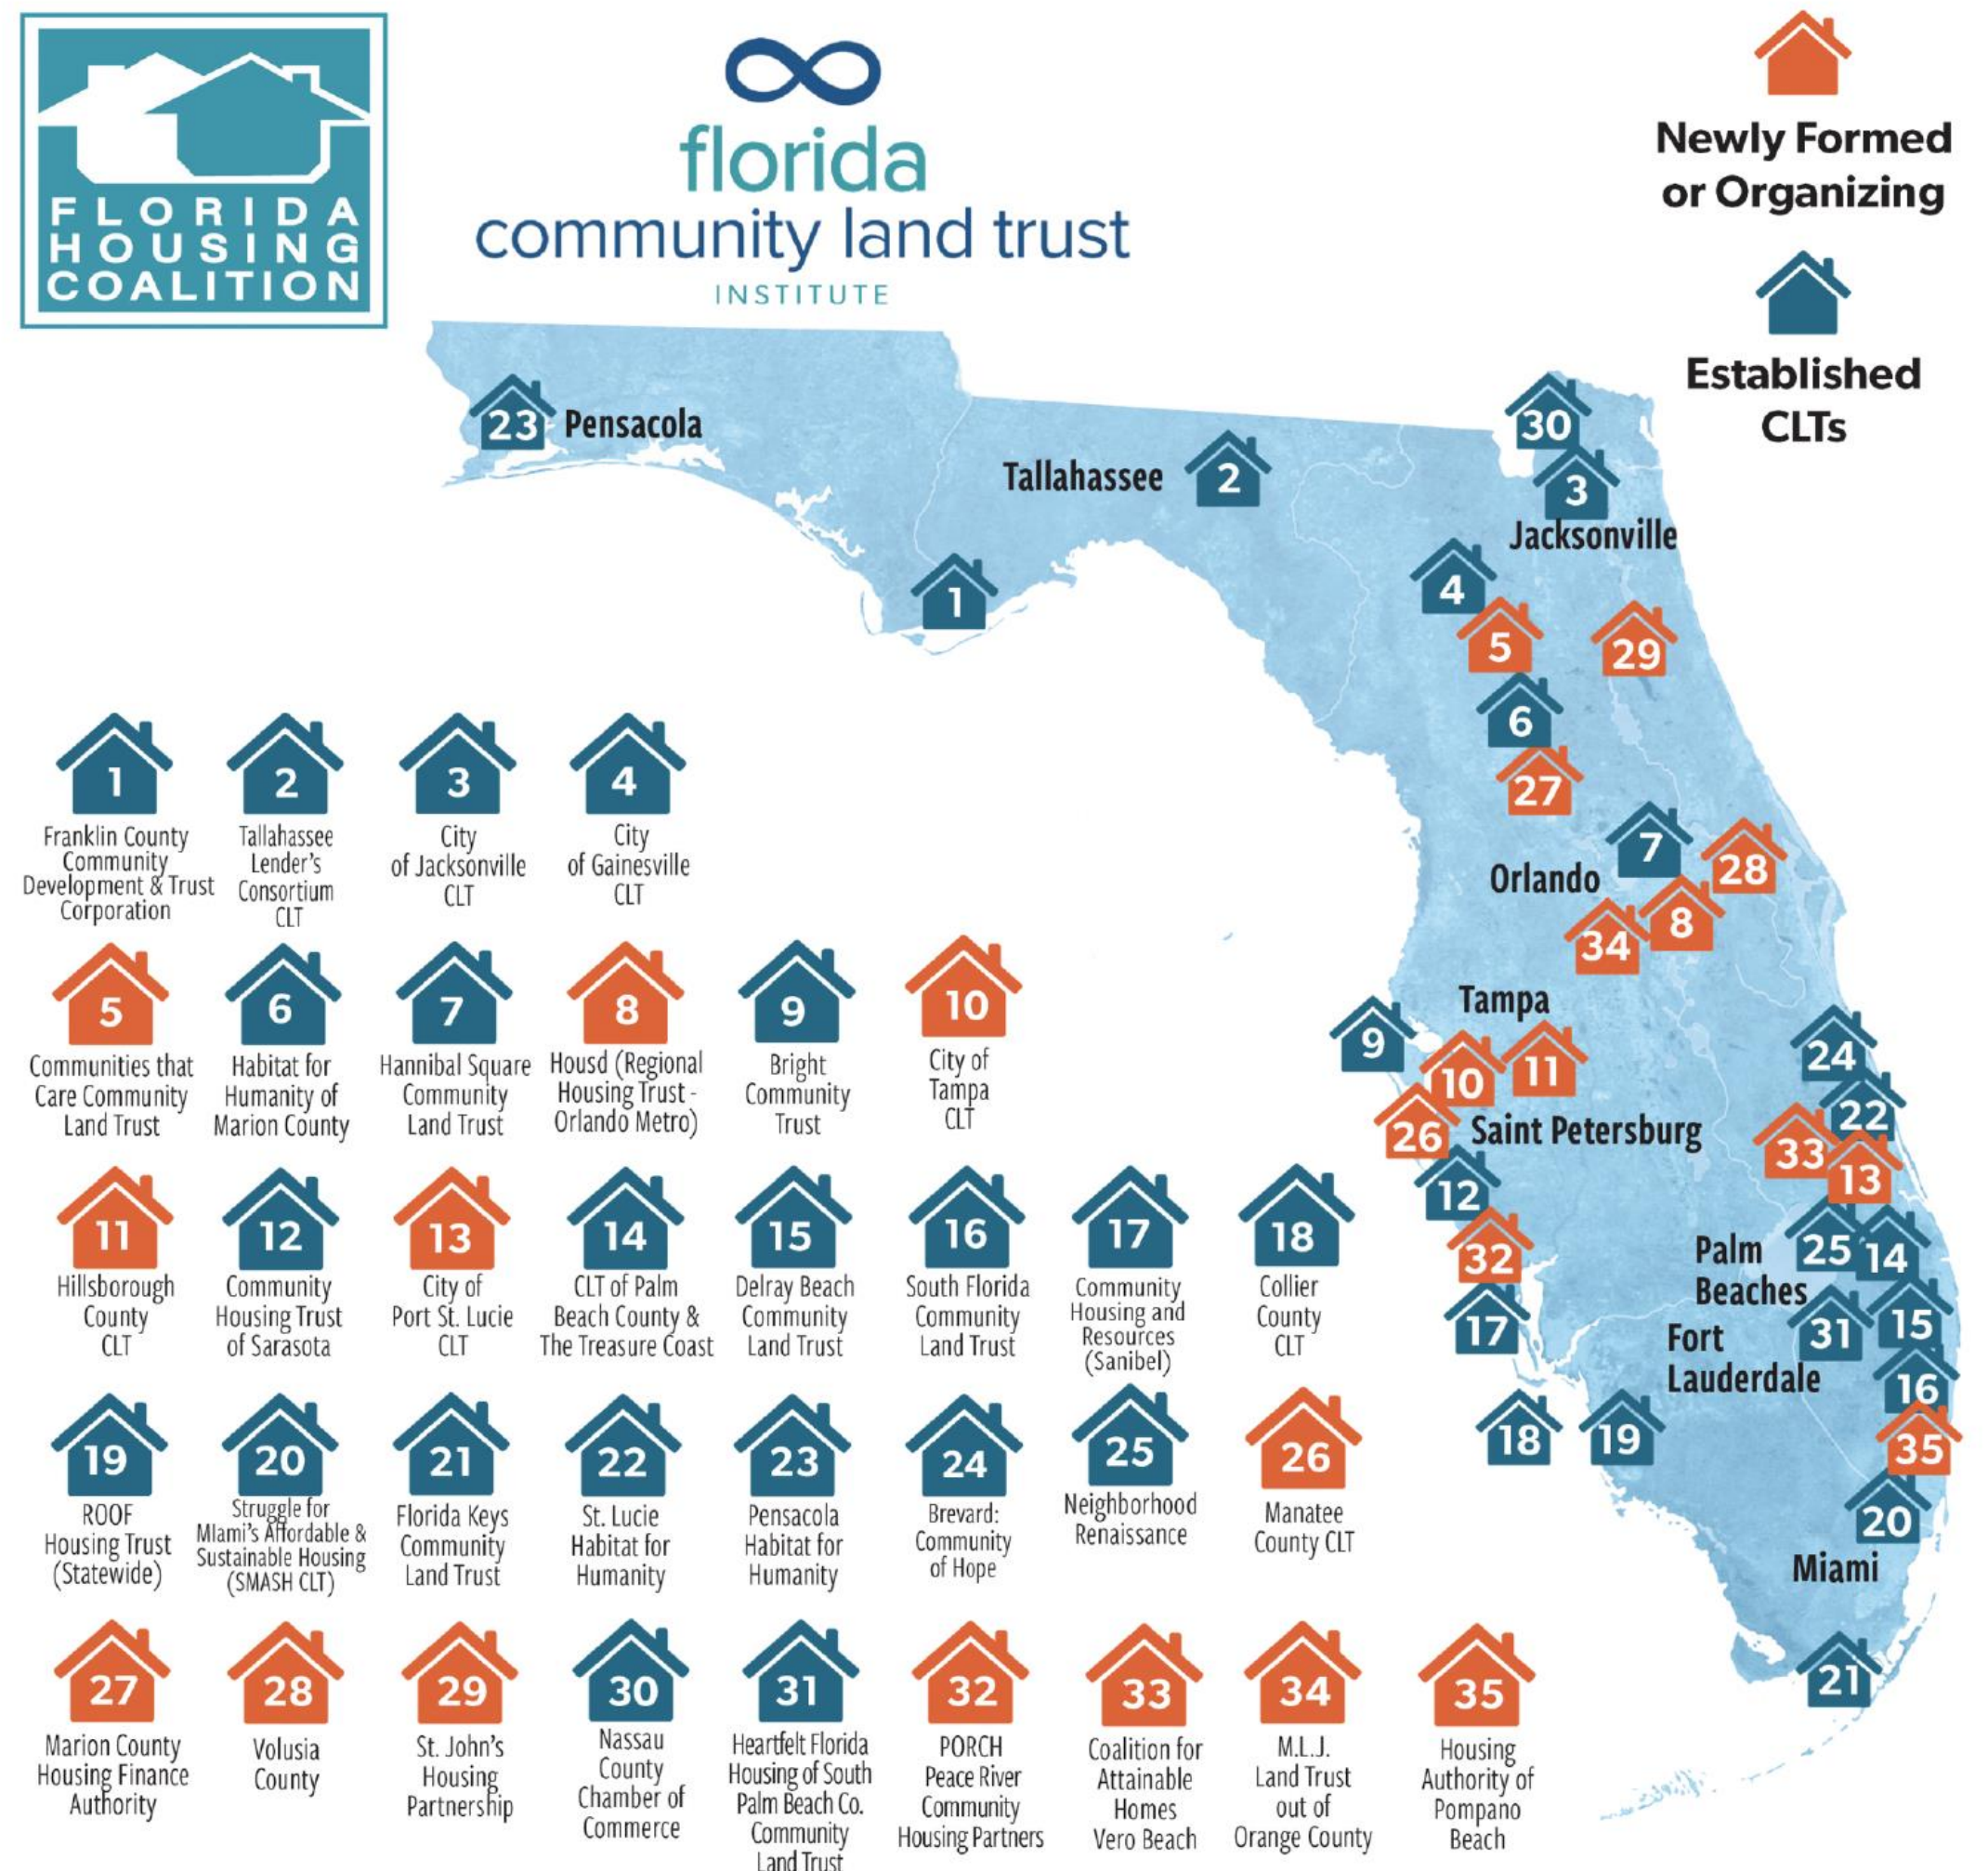 FLORIDA
HOUSING
COALITION
florida
community land trust
INSTITUTE
Newly Formed
or Organizing
Established
CLTs
23
Pensacola
Tallahassee
2
30
3
Jacksonville
1
4
5
29
6
27
7
Orlando
28
8
34
Tampa
9
10
11
24
22
26
Saint Petersburg
33
13
12
32
Palm
Beaches
25
14
17
Fort
Lauderdale
31
15
16
18
19
35
20
Miami
21
1
Franklin County
Community
Development & Trust
Corporation
2
Tallahassee
Lender's
Consortium
CLT
3
City
of Jacksonville
CLT
4
City
of Gainesville
CLT
5
Communities that
Care Community
Land Trust
6
Habitat for
Humanity of
Marion County
7
Hannibal Square
Community
Land Trust
8
Housd (Regional
Housing Trust -
Orlando Metro)
9
Bright
Community
Trust
10
City of
Tampa
CLT
11
Hillsborough
County
CLT
12
Community
Housing Trust
of Sarasota
13
City of
Port St. Lucie
CLT
14
CLT of Palm
Beach County &
The Treasure Coast
15
Delray Beach
Community
Land Trust
16
South Florida
Community
Land Trust
17
Community
Housing and
Resources
(Sanibel)
18
Collier
County
CLT
19
ROOF
Housing Trust
(Statewide)
20
Struggle for
MIami's Affordable &
Sustainable Housing
(SMASH CLT)
21
Florida Keys
Community
Land Trust
22
St. Lucie
Habitat for
Humanity
23
Pensacola
Habitat for
Humanity
24
Brevard:
Community
of Hope
25
Neighborhood
Renaissance
26
Manatee
County CLT
27
Marion County
Housing Finance
Authority
28
Volusia
County
29
St. John's
Housing
Partnership
30
Nassau
County
Chamber of
Commerce
31
Heartfelt Florida
Housing of South
Palm Beach Co.
Community
Land Trust
32
PORCH
Peace River
Community
Housing Partners
33
Coalition for
Attainable
Homes
Vero Beach
34
M.L.J.
Land Trust
out of
Orange County
35
Housing
Authority of
Pompano
Beach